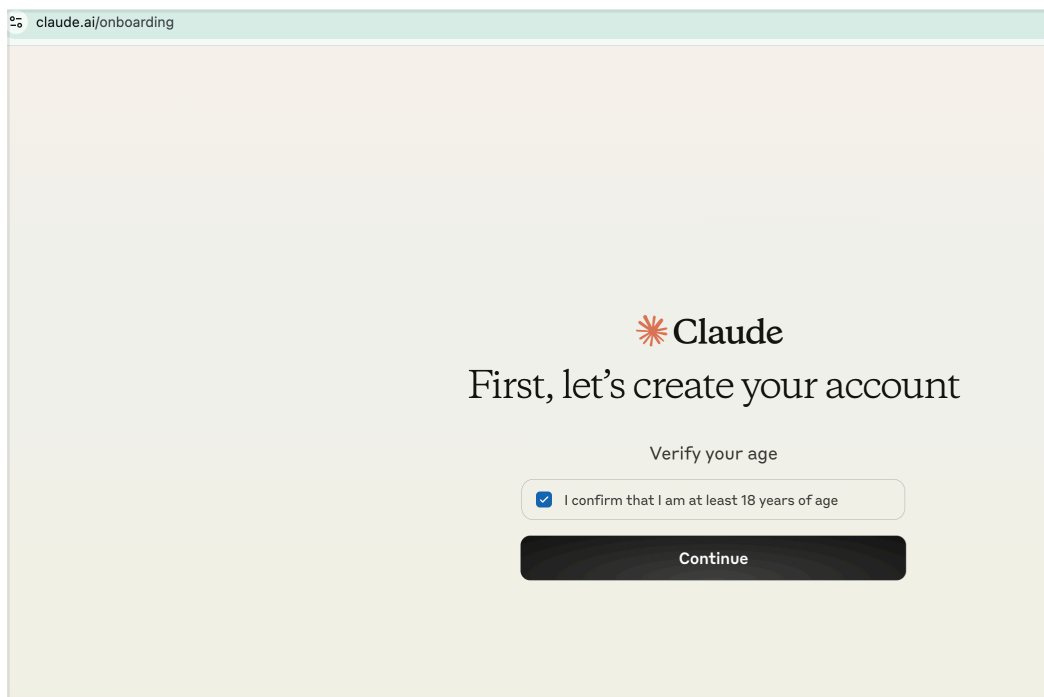 claude.ai/onboarding
Claude
First, let’s create your account
Verify your age
I confirm that I am at least 18 years of age
Continue